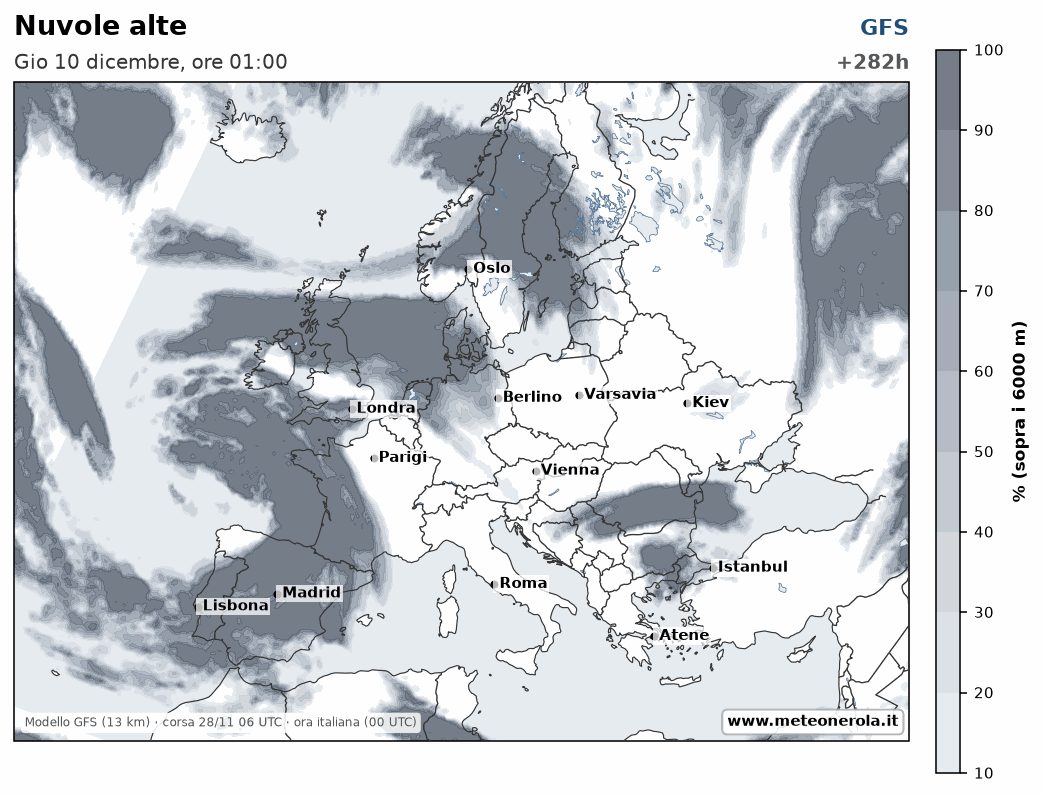 Nuvole alte
GFS
Gio 10 dicembre, ore 01:00
+282h
100
90
80
70
60
50
40
30
20
10
% (sopra i 6000 m)
Oslo
Berlino
Varsavia
Kiev
Londra
Parigi
Vienna
Istanbul
Roma
Madrid
Lisbona
Atene
Modello GFS (13 km) · corsa 28/11 06 UTC · ora italiana (00 UTC)
www.meteonerola.it